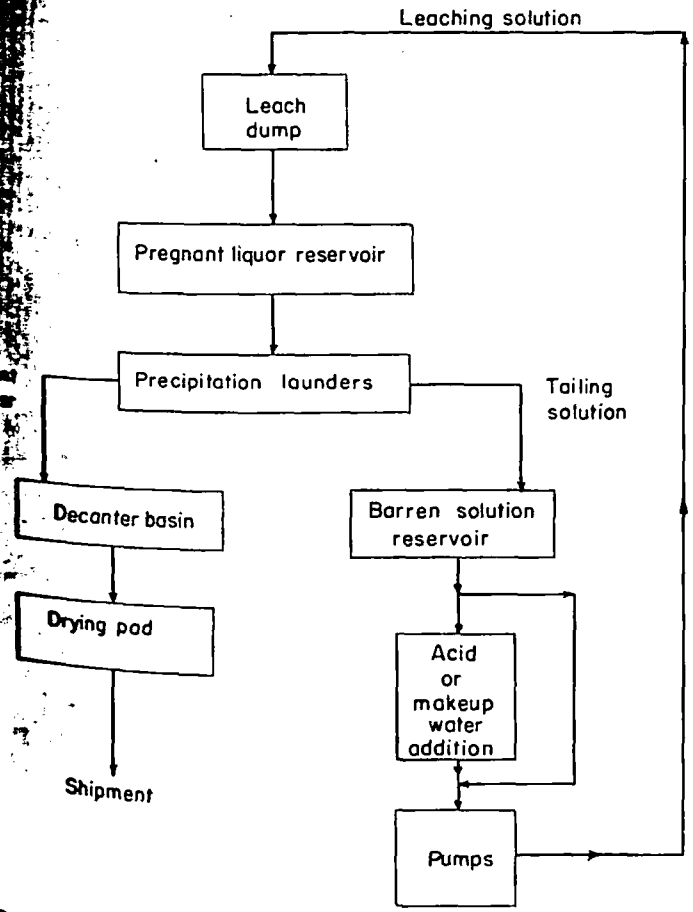 Leaching solution
Leach
dump
Pregnant liquor reservoir
Precipitation launders
Tailing
solution
Decanter basin
Barren solution
reservoir
Drying pad
Acid
or
makeup
water
addition
Shipment
Pumps